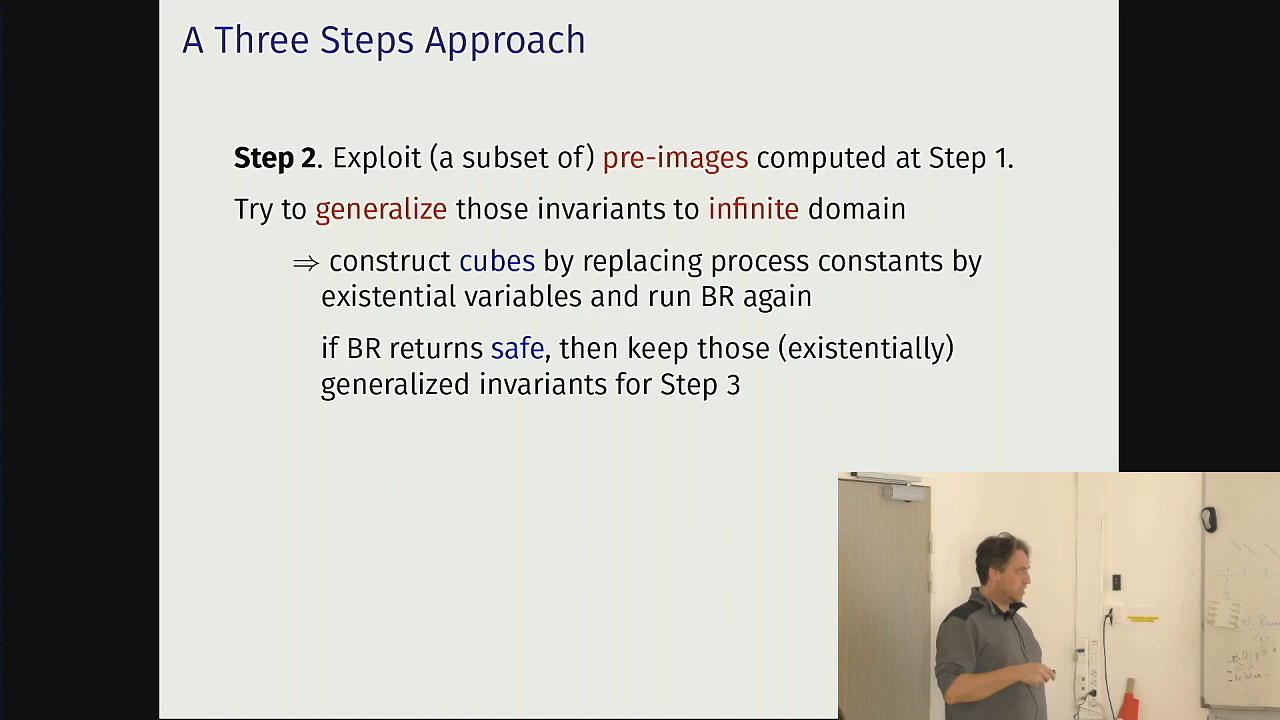 A Three Steps Approach
Step 2. Exploit (a subset of) pre-images computed at Step 1.
Try to generalize those invariants to infinite domain
⇒ construct cubes by replacing process constants by
existential variables and run BR again
if BR returns safe, then keep those (existentially)
generalized invariants for Step 3